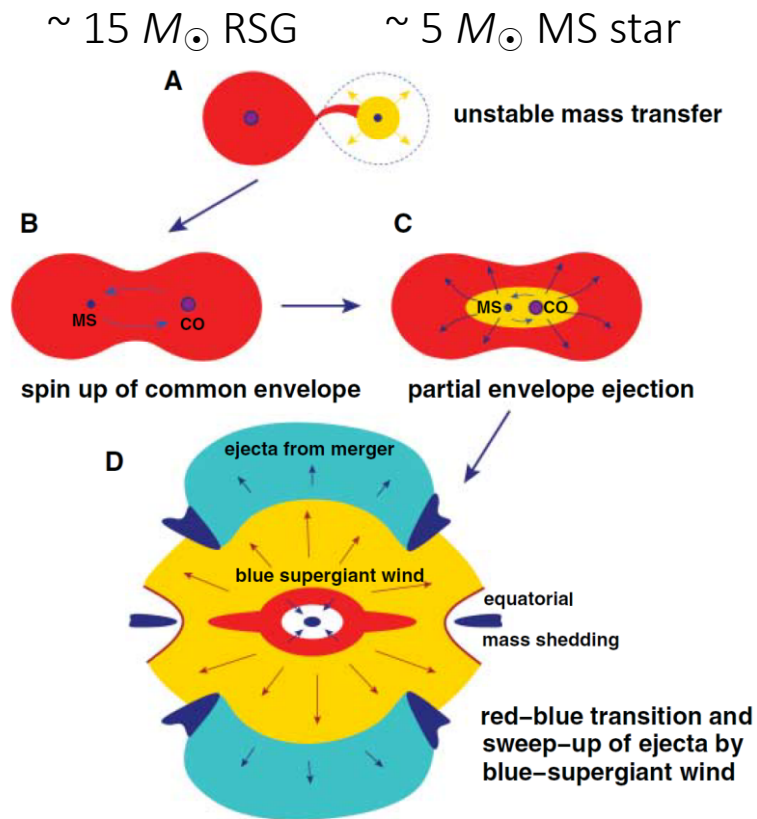 ~ 15 M☉ RSG
~ 5 M☉ MS star
A
unstable mass transfer
B
MS
CO
spin up of common envelope
C
MS
CO
partial envelope ejection
D
ejecta from merger
blue supergiant wind
equatorial
mass shedding
red–blue transition and
sweep–up of ejecta by
blue–supergiant wind